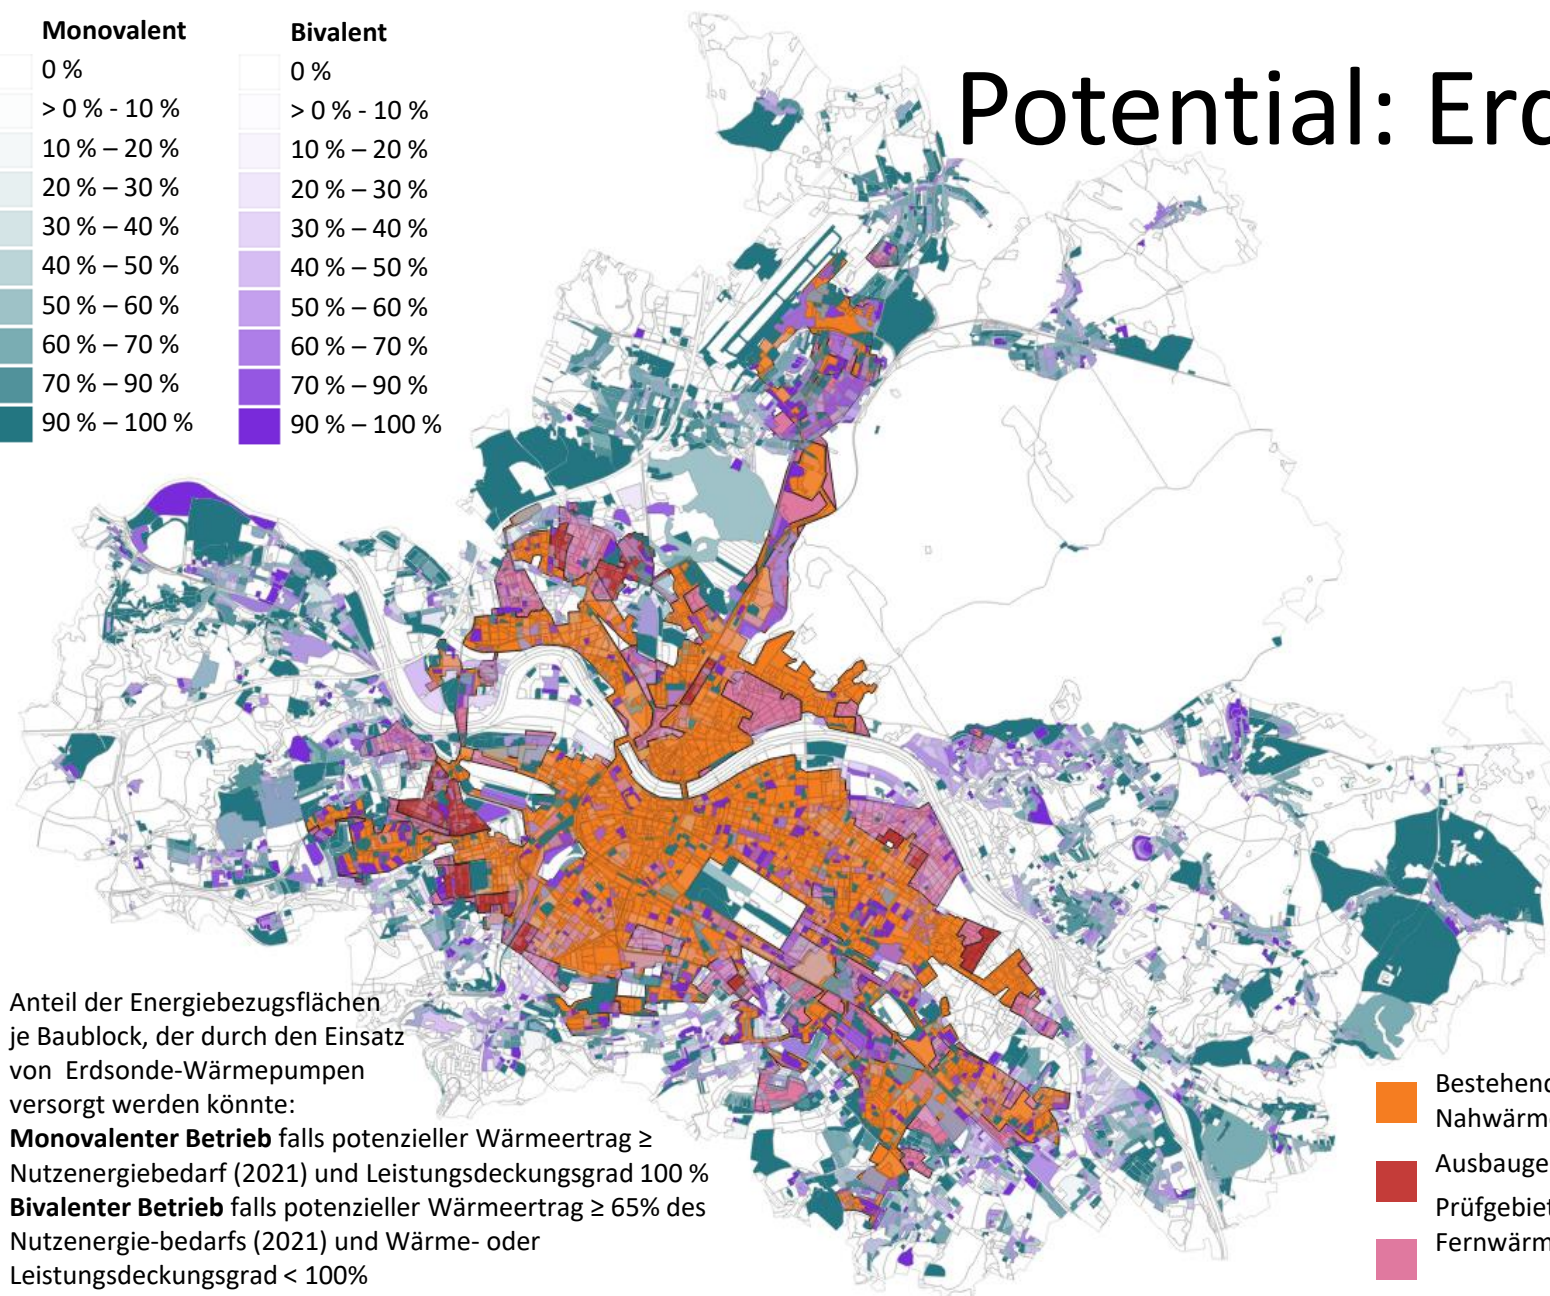 Potential: Erd
Monovalent
0 %
> 0 % - 10 %
10 % – 20 %
20 % – 30 %
30 % – 40 %
40 % – 50 %
50 % – 60 %
60 % – 70 %
70 % – 90 %
90 % – 100 %
Bivalent
0 %
> 0 % - 10 %
10 % – 20 %
20 % – 30 %
30 % – 40 %
40 % – 50 %
50 % – 60 %
60 % – 70 %
70 % – 90 %
90 % – 100 %
Anteil der Energiebezugsflächen
je Baublock, der durch den Einsatz
von Erdsonde-Wärmepumpen
versorgt werden könnte:
Monovalenter Betrieb falls potenzieller Wärmeertrag ≥
Nutzenergiebedarf (2021) und Leistungsdeckungsgrad 100 %
Bivalenter Betrieb falls potenzieller Wärmeertrag ≥ 65% des
Nutzenergie-bedarfs (2021) und Wärme- oder
Leistungsdeckungsgrad < 100%
Bestehend
Nahwärm
Ausbauge
Prüfgebiet
Fernwärm